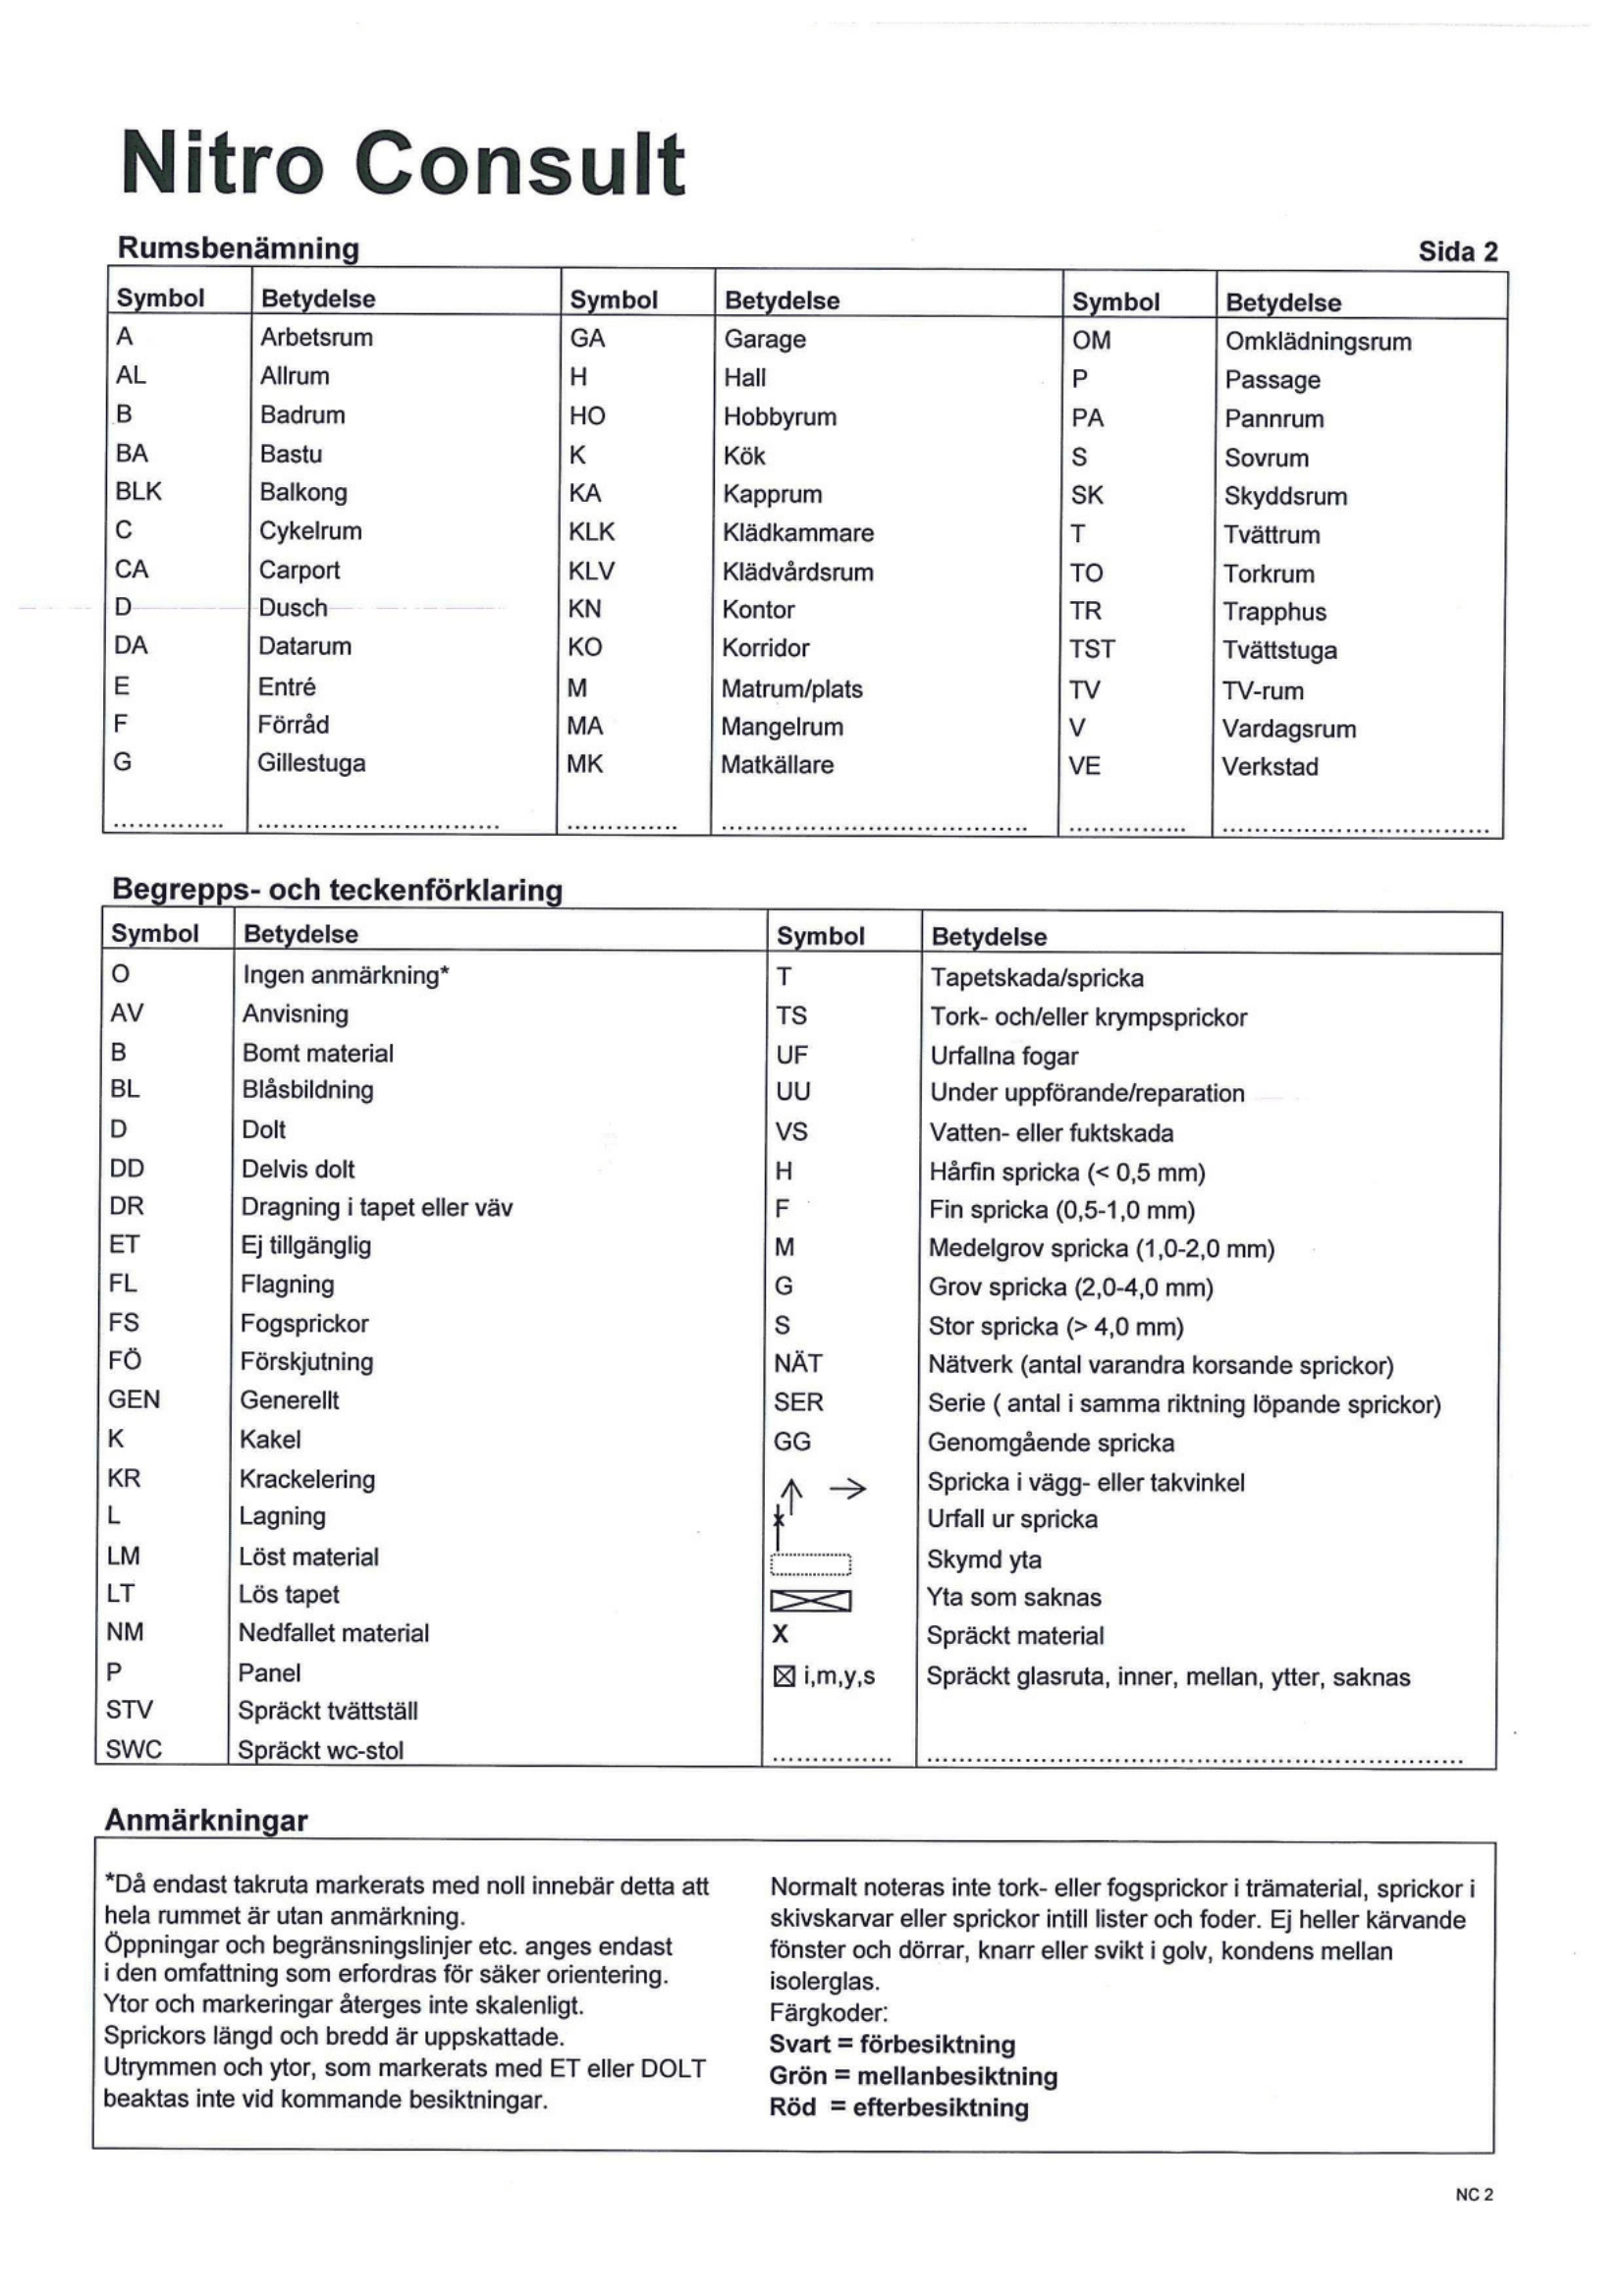 Nitro Consult
Rumsbenämning Sida 2
Symbol Betydelse Symbol Betydelse Symbol Betydelse
A Arbetsrum GA Garage OM Omklädningsrum
AL Allrum H Hall P Passage
B Badrum HO Hobbyrum PA Pannrum
BA Bastu K Kök S Sovrum
BLK Balkong KA Kapprum SK Skyddsrum
C Cykelrum KLK Klädkammare T Tvättrum
CA Carport KLV Klädvårdsrum TO Torkrum
D Dusch KN Kontor TR Trapphus
DA Datarum KO Korridor TST Tvättstuga
E Entré M Matrum/plats TV TV-rum
F Förråd MA Mangelrum V Vardagsrum
G Gillestuga MK Matkällare VE Verkstad
Begrepps- och teckenförklaring
Symbol Betydelse Symbol Betydelse
O Ingen anmärkning* T Tapetskada/spricka
AV Anvisning TS Tork- och/eller krympsprickor
B Bomt material UF Urfallna fogar
BL Blåsbildning UU Under uppförande/reparation
D Dolt VS Vatten- eller fuktskada
DD Delvis dolt H Hårfin spricka (< 0,5 mm)
DR Dragning i tapet eller väv F Fin spricka (0,5-1,0 mm)
ET Ej tillgänglig M Medelgrov spricka (1,0-2,0 mm)
FL Flagning G Grov spricka (2,0-4,0 mm)
FS Fogsprickor S Stor spricka (> 4,0 mm)
FÖ Förskjutning NÄT Nätverk (antal varandra korsande sprickor)
GEN Generellt SER Serie ( antal i samma riktning löpande sprickor)
K Kakel GG Genomgående spricka
KR Krackelering ↑ → Spricka i vägg- eller takvinkel
L Lagning x Urfall ur spricka
LM Löst material Skymd yta
LT Lös tapet Yta som saknas
NM Nedfallet material X Spräckt material
P Panel ☒ i,m,y,s Spräckt glasruta, inner, mellan, ytter, saknas
STV Spräckt tvättställ
SWC Spräckt wc-stol
Anmärkningar
*Då endast takruta markerats med noll innebär detta att
hela rummet är utan anmärkning.
Öppningar och begränsningslinjer etc. anges endast
i den omfattning som erfordras för säker orientering.
Ytor och markeringar återges inte skalenligt.
Sprickors längd och bredd är uppskattade.
Utrymmen och ytor, som markerats med ET eller DOLT
beaktas inte vid kommande besiktningar.
Normalt noteras inte tork- eller fogsprickor i trämaterial, sprickor i
skivskarvar eller sprickor intill lister och foder. Ej heller kärvande
fönster och dörrar, knarr eller svikt i golv, kondens mellan
isolerglas.
Färgkoder:
Svart = förbesiktning
Grön = mellanbesiktning
Röd = efterbesiktning
NC 2